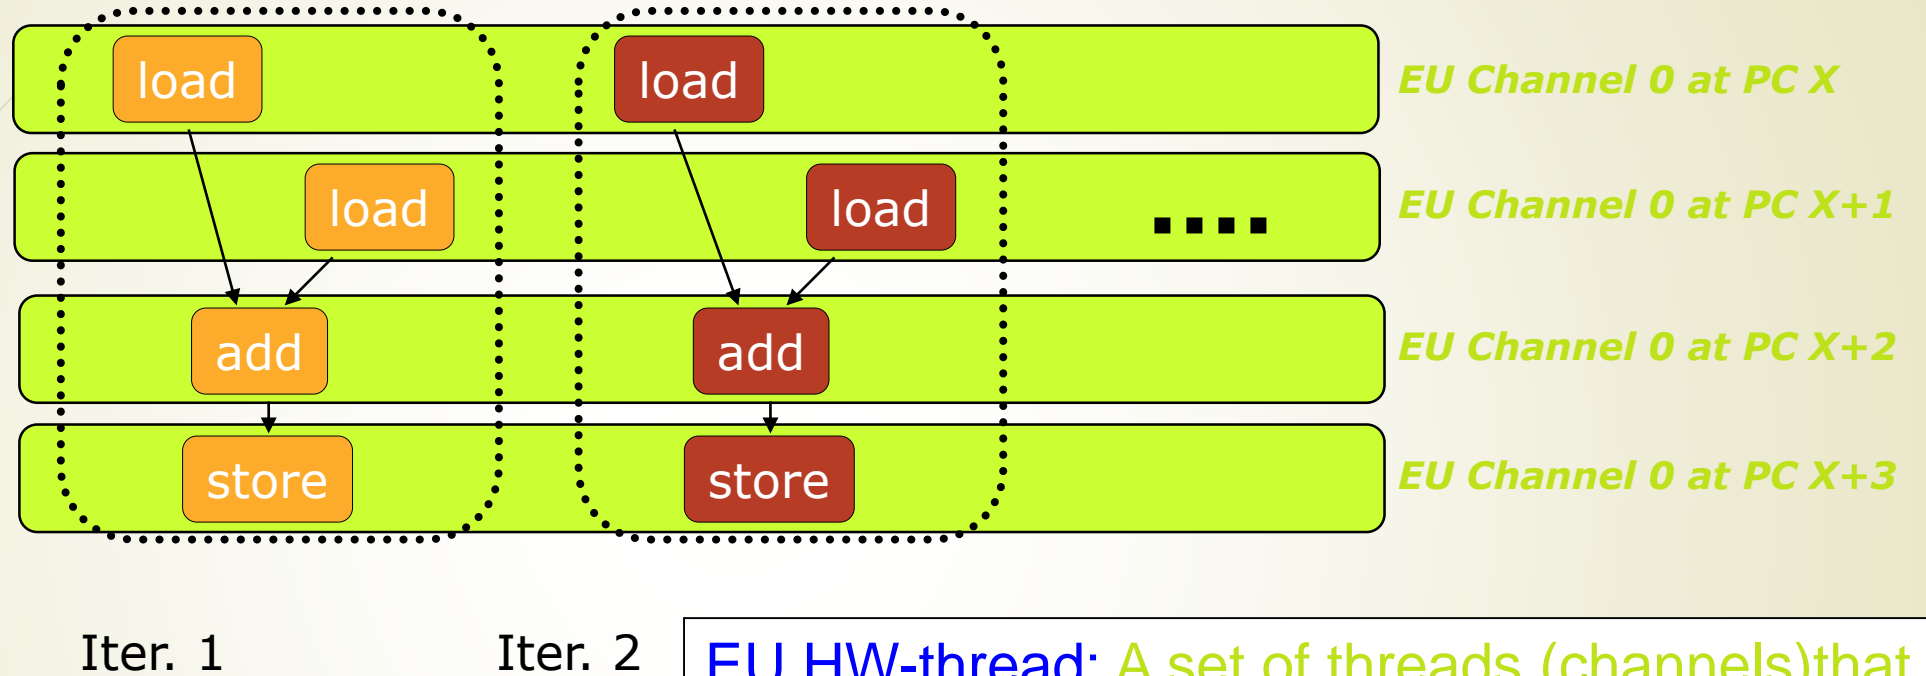 load load EU Channel 0 at PC X
load load .... EU Channel 0 at PC X+1
add add EU Channel 0 at PC X+2
store store EU Channel 0 at PC X+3
Iter. 1 Iter. 2 EU HW-thread: A set of threads (channels)that